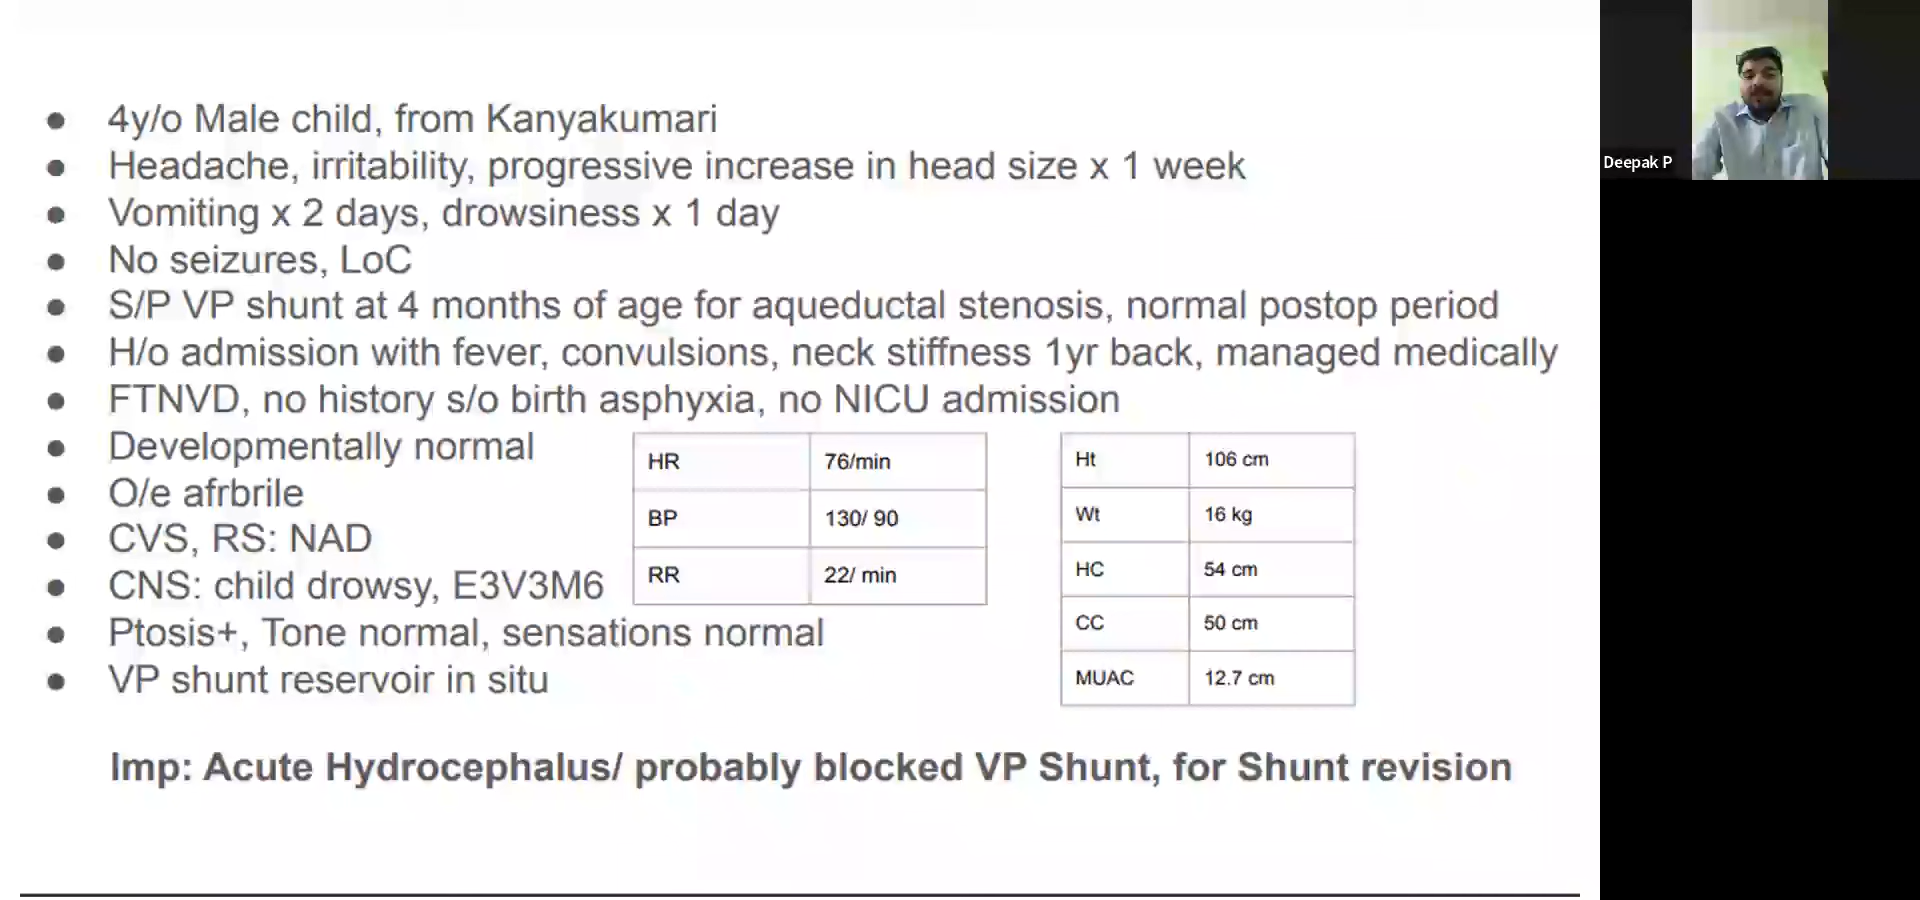 4y/o Male child, from Kanyakumari
Headache, irritability, progressive increase in head size x 1 week
Vomiting x 2 days, drowsiness x 1 day
No seizures, LoC
S/P VP shunt at 4 months of age for aqueductal stenosis, normal postop period
H/o admission with fever, convulsions, neck stiffness 1yr back, managed medically
FTNVD, no history s/o birth asphyxia, no NICU admission
Developmentally normal
O/e afrbrile
CVS, RS: NAD
CNS: child drowsy, E3V3M6
Ptosis+, Tone normal, sensations normal
VP shunt reservoir in situ
HR 76/min
BP 130/ 90
RR 22/ min
Ht 106 cm
Wt 16 kg
HC 54 cm
CC 50 cm
MUAC 12.7 cm
Imp: Acute Hydrocephalus/ probably blocked VP Shunt, for Shunt revision
Deepak P